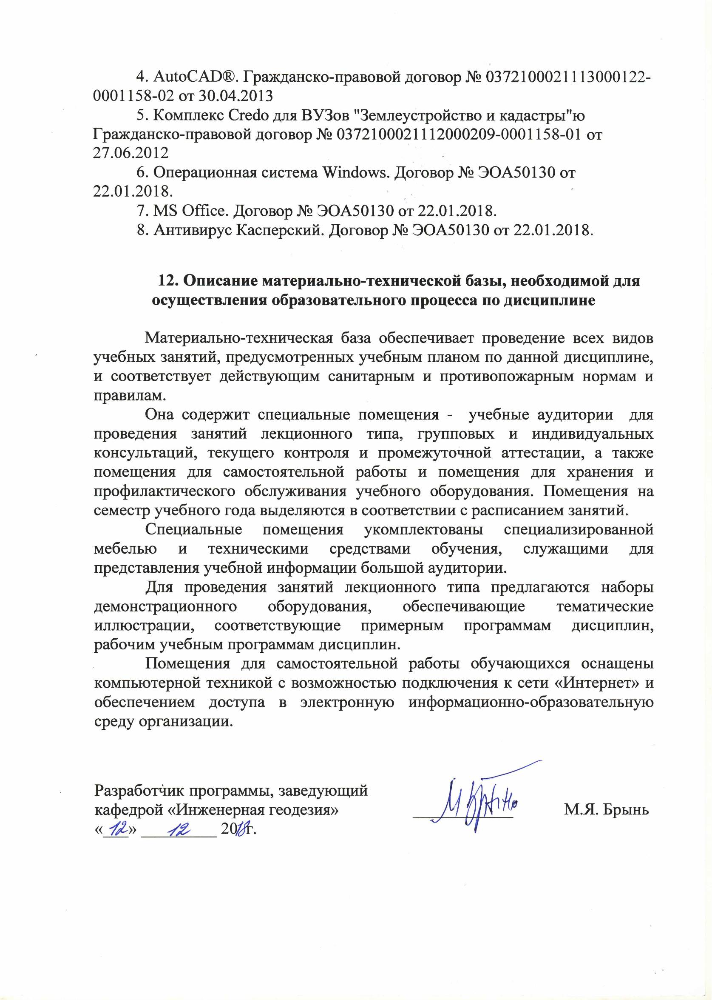 4. AutoCAD®. Гражданско-правовой договор № 0372100021113000122-
0001158-02 от 30.04.2013
5. Комплекс Credo для ВУЗов "Землеустройство и кадастры"ю
Гражданско-правовой договор № 0372100021112000209-0001158-01 от
27.06.2012
6. Операционная система Windows. Договор № ЭОА50130 от
22.01.2018.
7. MS Office. Договор № ЭОА50130 от 22.01.2018.
8. Антивирус Касперский. Договор № ЭОА50130 от 22.01.2018.
12. Описание материально-технической базы, необходимой для
осуществления образовательного процесса по дисциплине
Материально-техническая база обеспечивает проведение всех видов
учебных занятий, предусмотренных учебным планом по данной дисциплине,
и соответствует действующим санитарным и противопожарным нормам и
правилам.
Она содержит специальные помещения - учебные аудитории для
проведения занятий лекционного типа, групповых и индивидуальных
консультаций, текущего контроля и промежуточной аттестации, а также
помещения для самостоятельной работы и помещения для хранения и
профилактического обслуживания учебного оборудования. Помещения на
семестр учебного года выделяются в соответствии с расписанием занятий.
Специальные помещения укомплектованы специализированной
мебелью и техническими средствами обучения, служащими для
представления учебной информации большой аудитории.
Для проведения занятий лекционного типа предлагаются наборы
демонстрационного оборудования, обеспечивающие тематические
иллюстрации, соответствующие примерным программам дисциплин,
рабочим учебным программам дисциплин.
Помещения для самостоятельной работы обучающихся оснащены
компьютерной техникой с возможностью подключения к сети «Интернет» и
обеспечением доступа в электронную информационно-образовательную
среду организации.
Разработчик программы, заведующий
кафедрой «Инженерная геодезия» М.Я. Брынь
«12» 12 2018г.